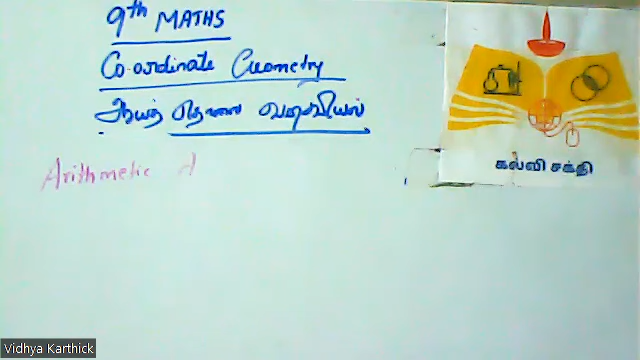 9th MATHS
Co-ordinate Geometry
ஆயத் தொலை வடிவியல்
Arithmetic A
கல்வி சக்தி
Vidhya Karthick